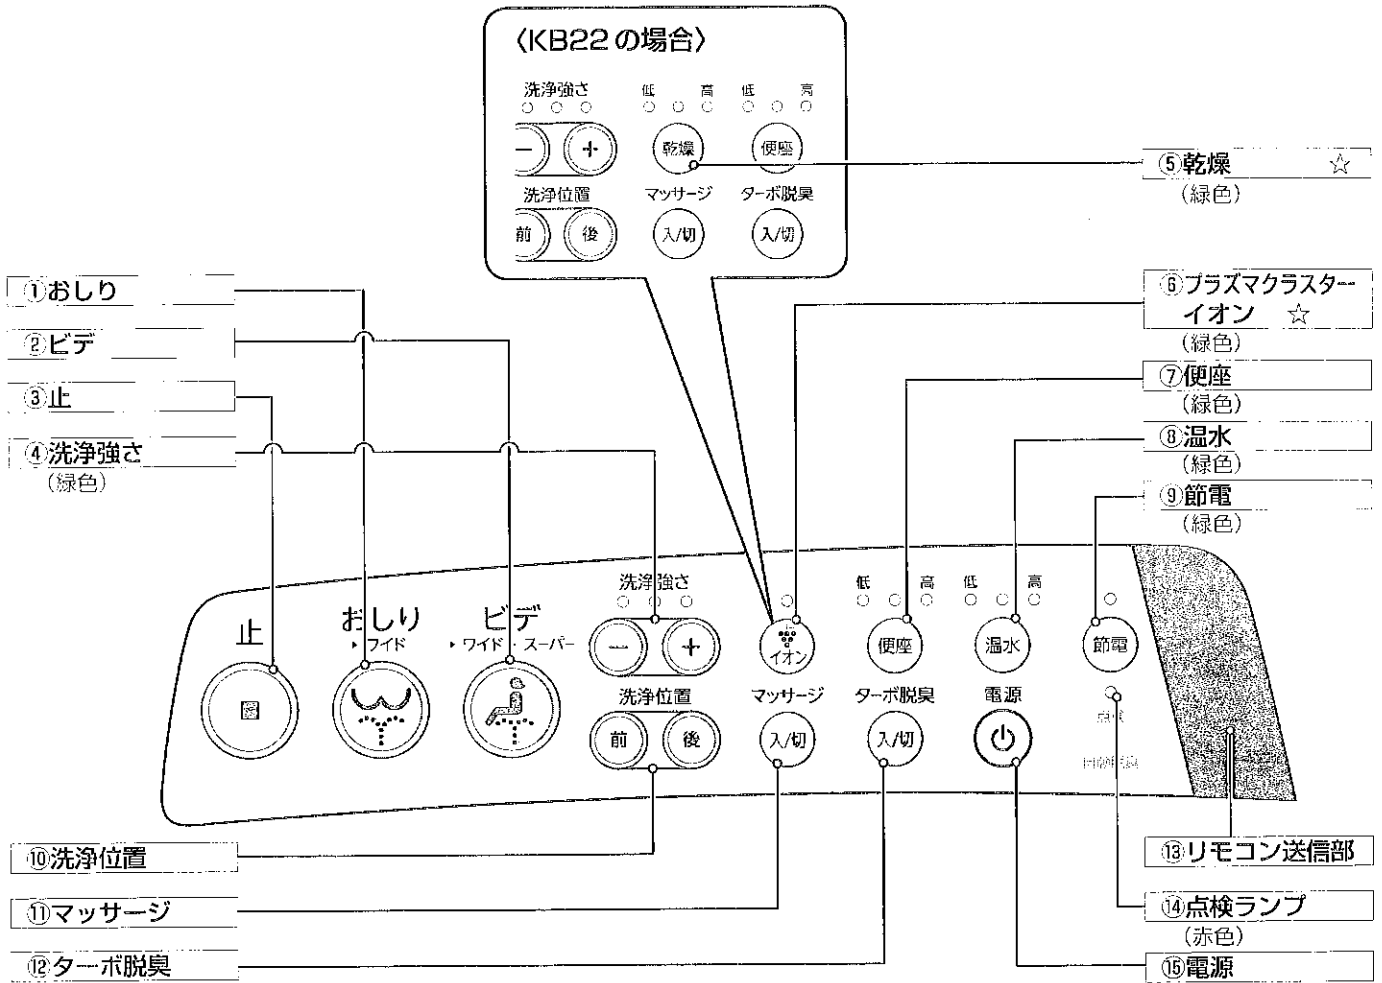 〈KB22の場合〉
洗浄強さ
低 高 低 高
− + 乾燥 便座
洗浄位置 マッサージ ターボ脱臭
前 後 入/切 入/切
①おしり
②ビデ
③止
④洗浄強さ
(緑色)
⑤乾燥 ☆
(緑色)
⑥プラズマクラスター
イオン ☆
(緑色)
⑦便座
(緑色)
⑧温水
(緑色)
⑨節電
(緑色)
止 おしり ビデ 洗浄強さ 低 高 低 高
▸ワイド ▸ワイド・スーパー
− + イオン 便座 温水 節電
洗浄位置 マッサージ ターボ脱臭 電源 点検
前 後 入/切 入/切
⑩洗浄位置
⑪マッサージ
⑫ターボ脱臭
⑬リモコン送信部
⑭点検ランプ
(赤色)
⑮電源